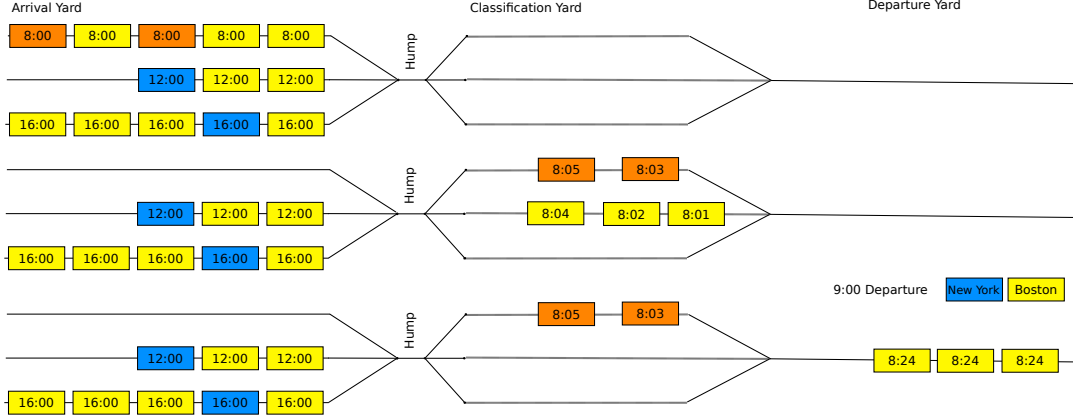 Arrival Yard Classification Yard Departure Yard
8:00 8:00 8:00 8:00 8:00
Hump
12:00 12:00 12:00
16:00 16:00 16:00 16:00 16:00
8:05 8:03
Hump
12:00 12:00 12:00 8:04 8:02 8:01
16:00 16:00 16:00 16:00 16:00
9:00 Departure New York Boston
8:05 8:03
Hump
12:00 12:00 12:00 8:24 8:24 8:24
16:00 16:00 16:00 16:00 16:00